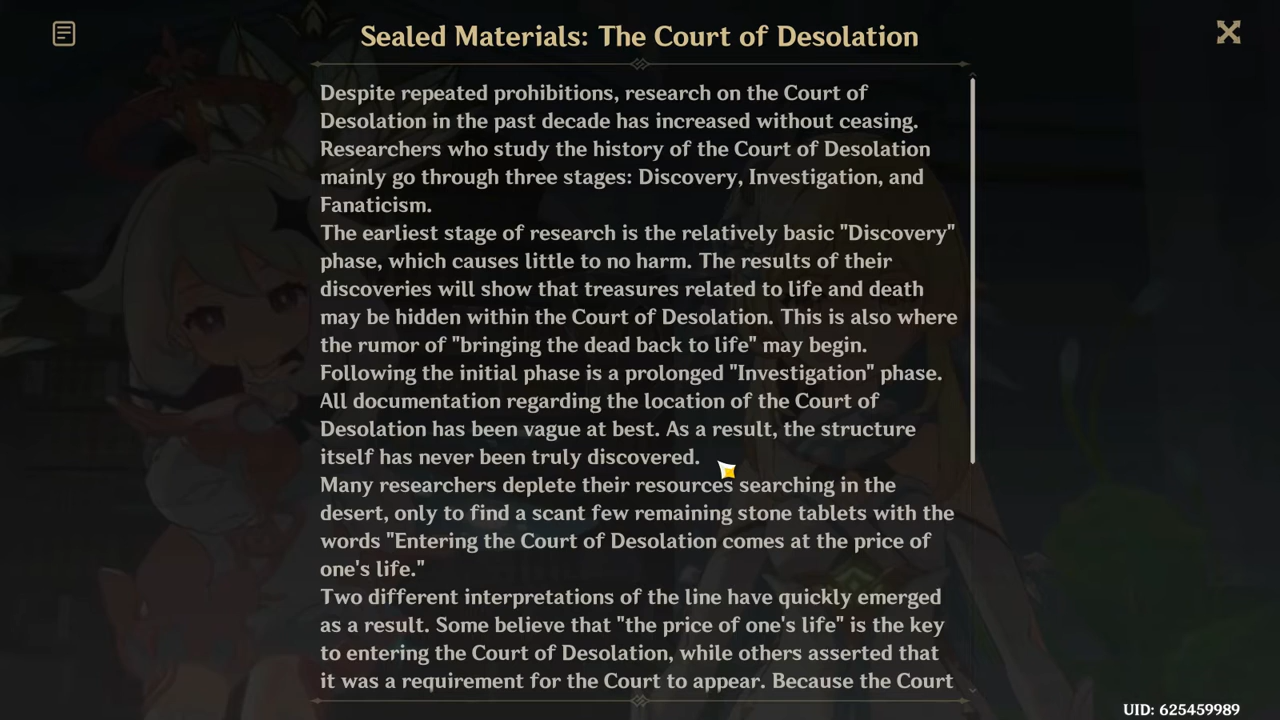 Sealed Materials: The Court of Desolation
Despite repeated prohibitions, research on the Court of
Desolation in the past decade has increased without ceasing.
Researchers who study the history of the Court of Desolation
mainly go through three stages: Discovery, Investigation, and
Fanaticism.
The earliest stage of research is the relatively basic "Discovery"
phase, which causes little to no harm. The results of their
discoveries will show that treasures related to life and death
may be hidden within the Court of Desolation. This is also where
the rumor of "bringing the dead back to life" may begin.
Following the initial phase is a prolonged "Investigation" phase.
All documentation regarding the location of the Court of
Desolation has been vague at best. As a result, the structure
itself has never been truly discovered.
Many researchers deplete their resources searching in the
desert, only to find a scant few remaining stone tablets with the
words "Entering the Court of Desolation comes at the price of
one's life."
Two different interpretations of the line have quickly emerged
as a result. Some believe that "the price of one's life" is the key
to entering the Court of Desolation, while others asserted that
it was a requirement for the Court to appear. Because the Court
UID: 625459989